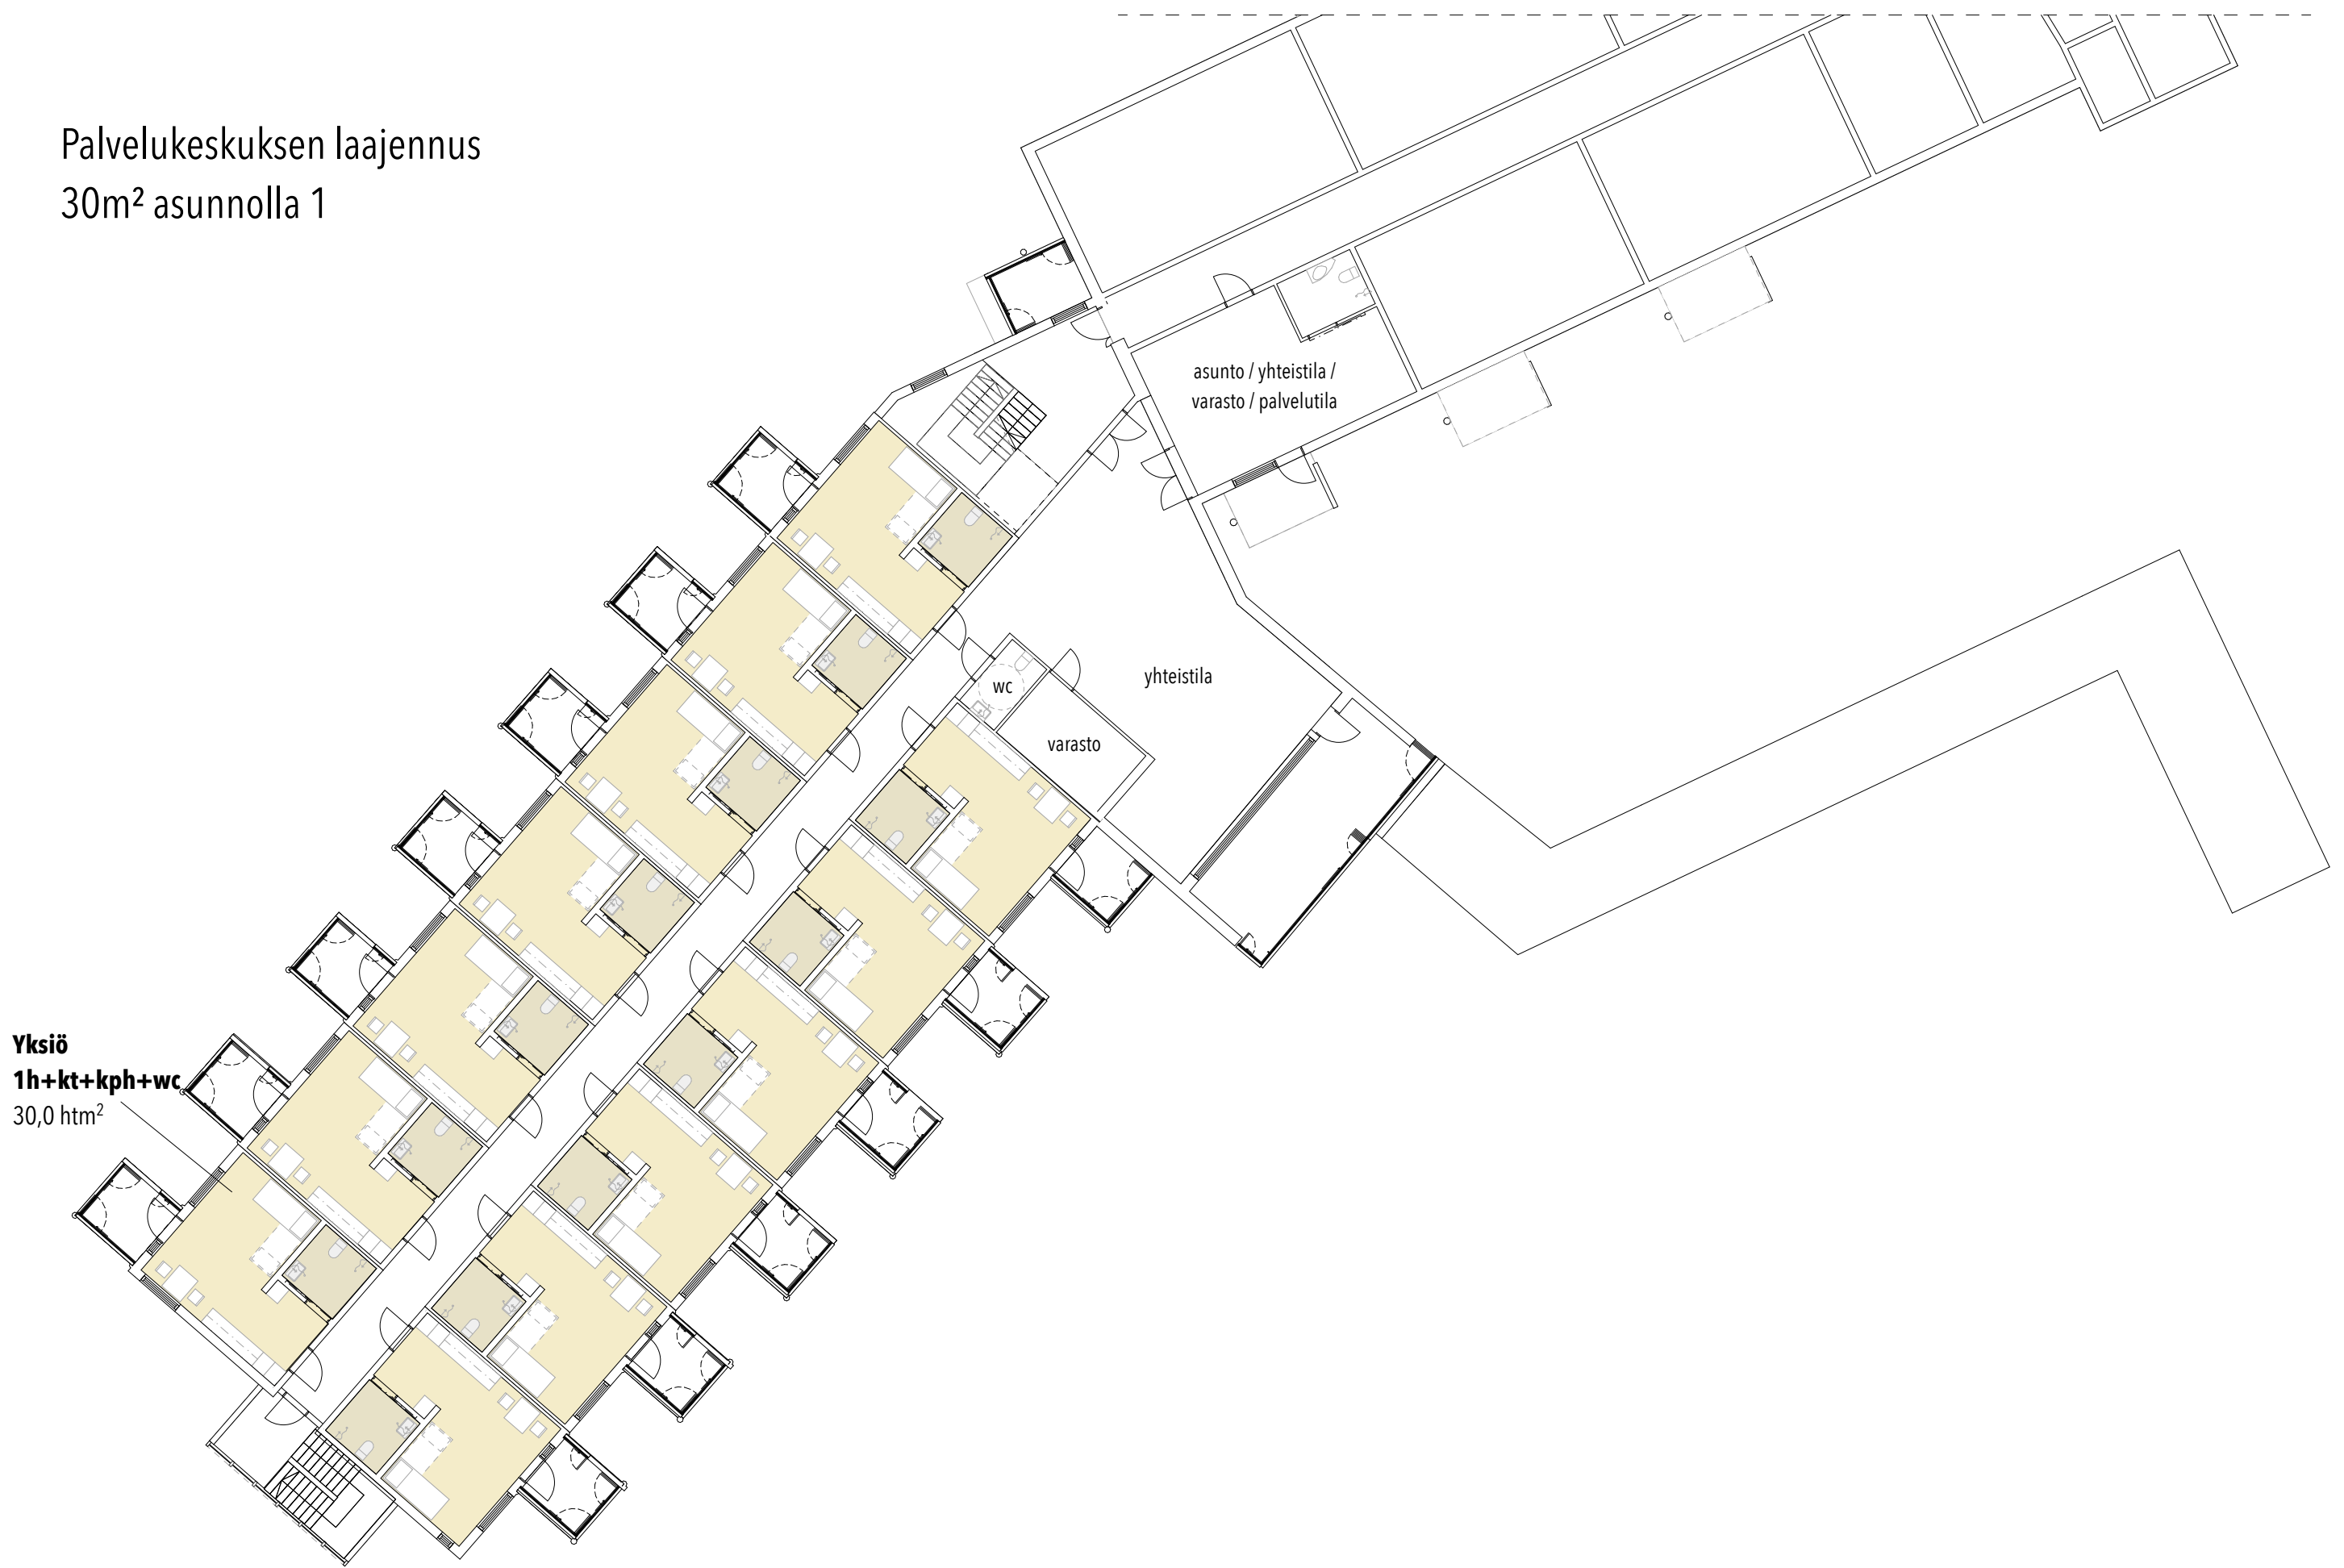 Palvelukeskuksen laajennus
30m² asunnolla 1
asunto / yhteistila /
varasto / palvelutila
yhteistila
wc
varasto
Yksiö
1h+kt+kph+wc
30,0 htm²